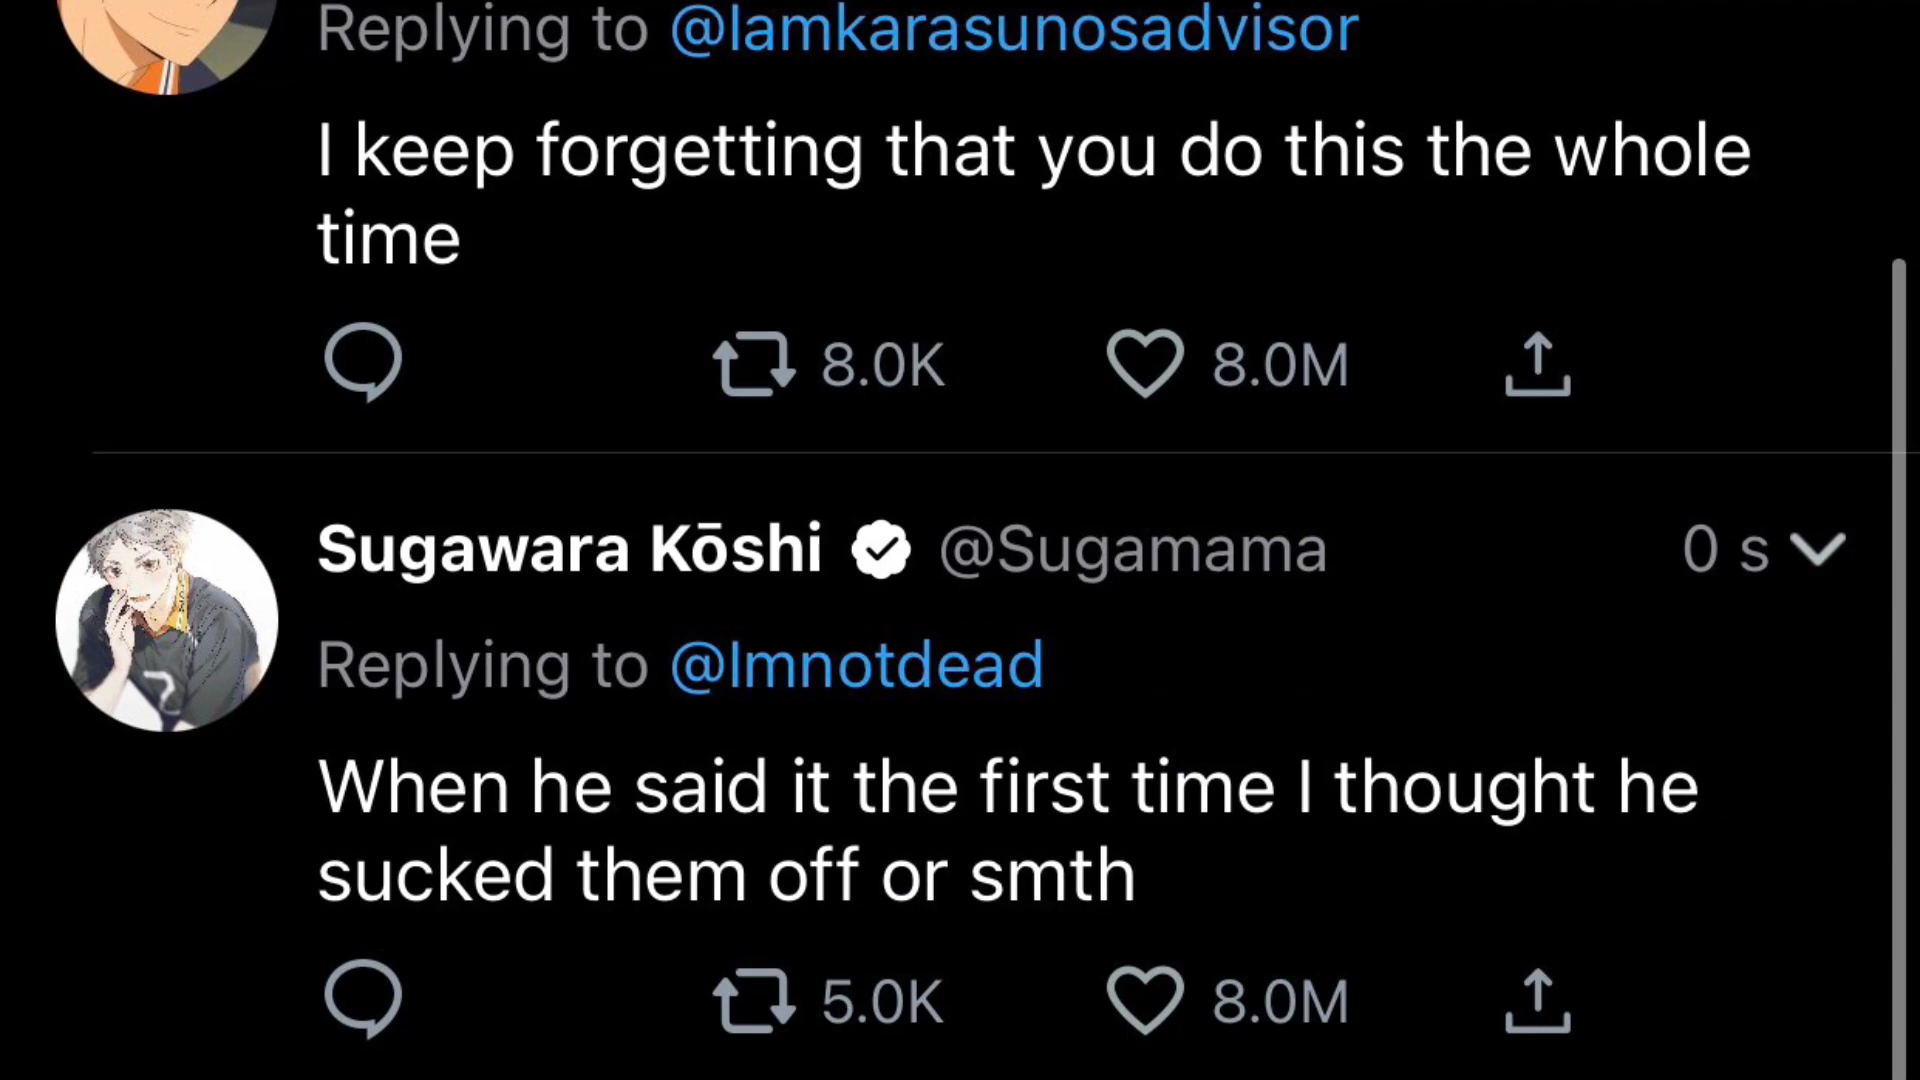 Replying to @Iamkarasunosadvisor
I keep forgetting that you do this the whole
time
8.0K 8.0M
Sugawara Kōshi @Sugamama 0 s
Replying to @Imnotdead
When he said it the first time I thought he
sucked them off or smth
5.0K 8.0M